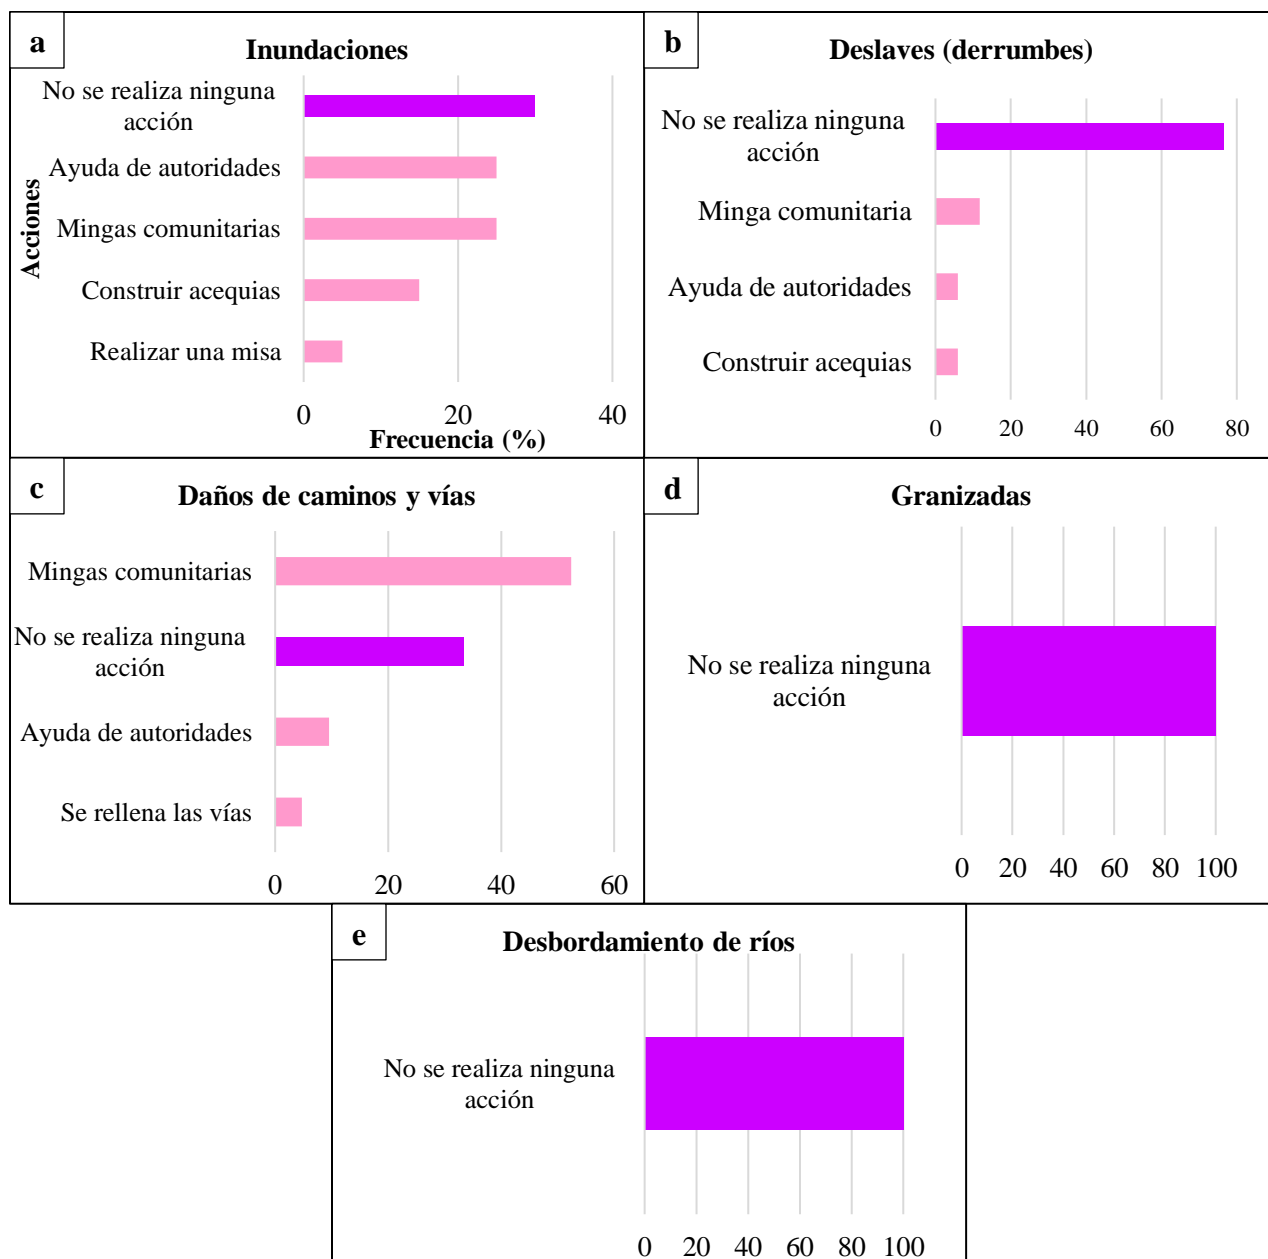 a
Inundaciones
Acciones
No se realiza ninguna
acción
Ayuda de autoridades
Mingas comunitarias
Construir acequias
Realizar una misa
0 20 40
Frecuencia (%)
b
Deslaves (derrumbes)
No se realiza ninguna
acción
Minga comunitaria
Ayuda de autoridades
Construir acequias
0 20 40 60 80
c
Daños de caminos y vías
Mingas comunitarias
No se realiza ninguna
acción
Ayuda de autoridades
Se rellena las vías
0 20 40 60
d
Granizadas
No se realiza ninguna
acción
0 20 40 60 80 100
e
Desbordamiento de ríos
No se realiza ninguna
acción
0 20 40 60 80 100